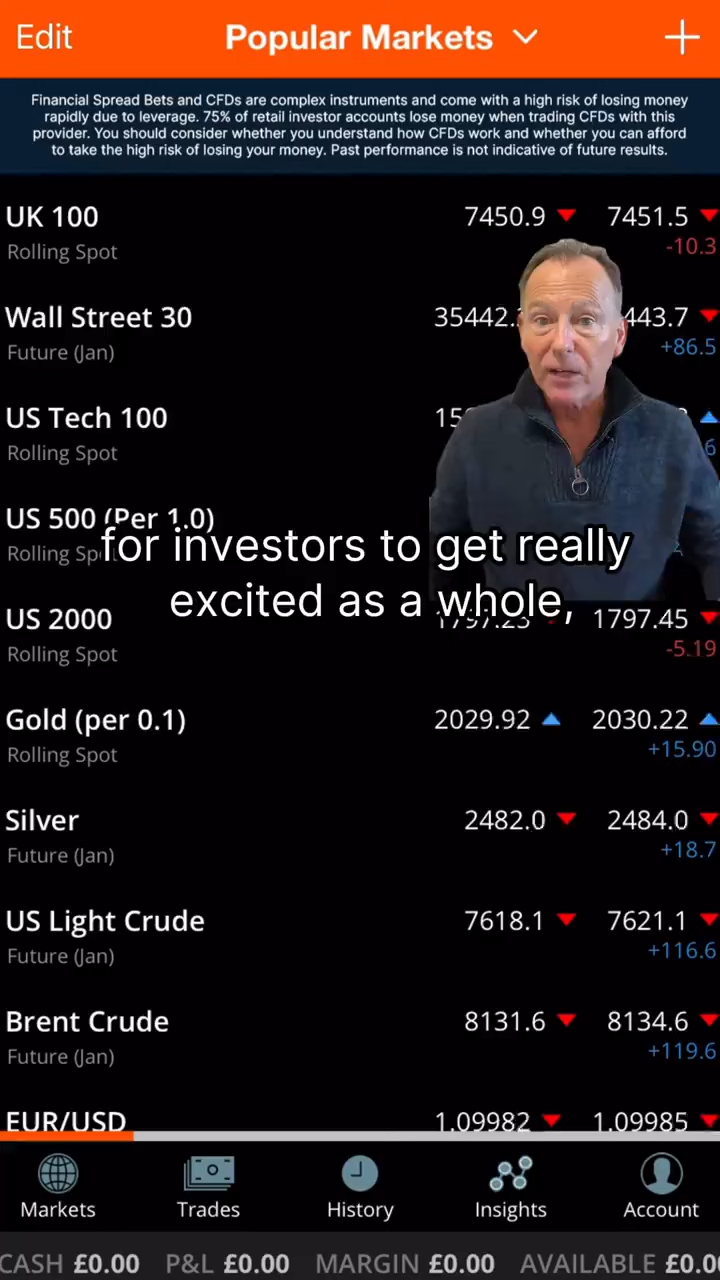 Edit Popular Markets
Financial Spread Bets and CFDs are complex instruments and come with a high risk of losing money
rapidly due to leverage. 75% of retail investor accounts lose money when trading CFDs with this
provider. You should consider whether you understand how CFDs work and whether you can afford
to take the high risk of losing your money. Past performance is not indicative of future results.
UK 100 7450.9 7451.5
Rolling Spot -10.3
Wall Street 30 35442. 443.7
Future (Jan) +86.5
US Tech 100 15
Rolling Spot 6
US 500 (Per 1.0)
Rolling
for investors to get really
excited as a whole,
US 2000 1797.45
Rolling Spot -5.19
Gold (per 0.1) 2029.92 2030.22
Rolling Spot +15.90
Silver 2482.0 2484.0
Future (Jan) +18.7
US Light Crude 7618.1 7621.1
Future (Jan) +116.6
Brent Crude 8131.6 8134.6
Future (Jan) +119.6
EUR/USD 1.09982 1.09985
Markets Trades History Insights Account
CASH £0.00 P&L £0.00 MARGIN £0.00 AVAILABLE £0.0